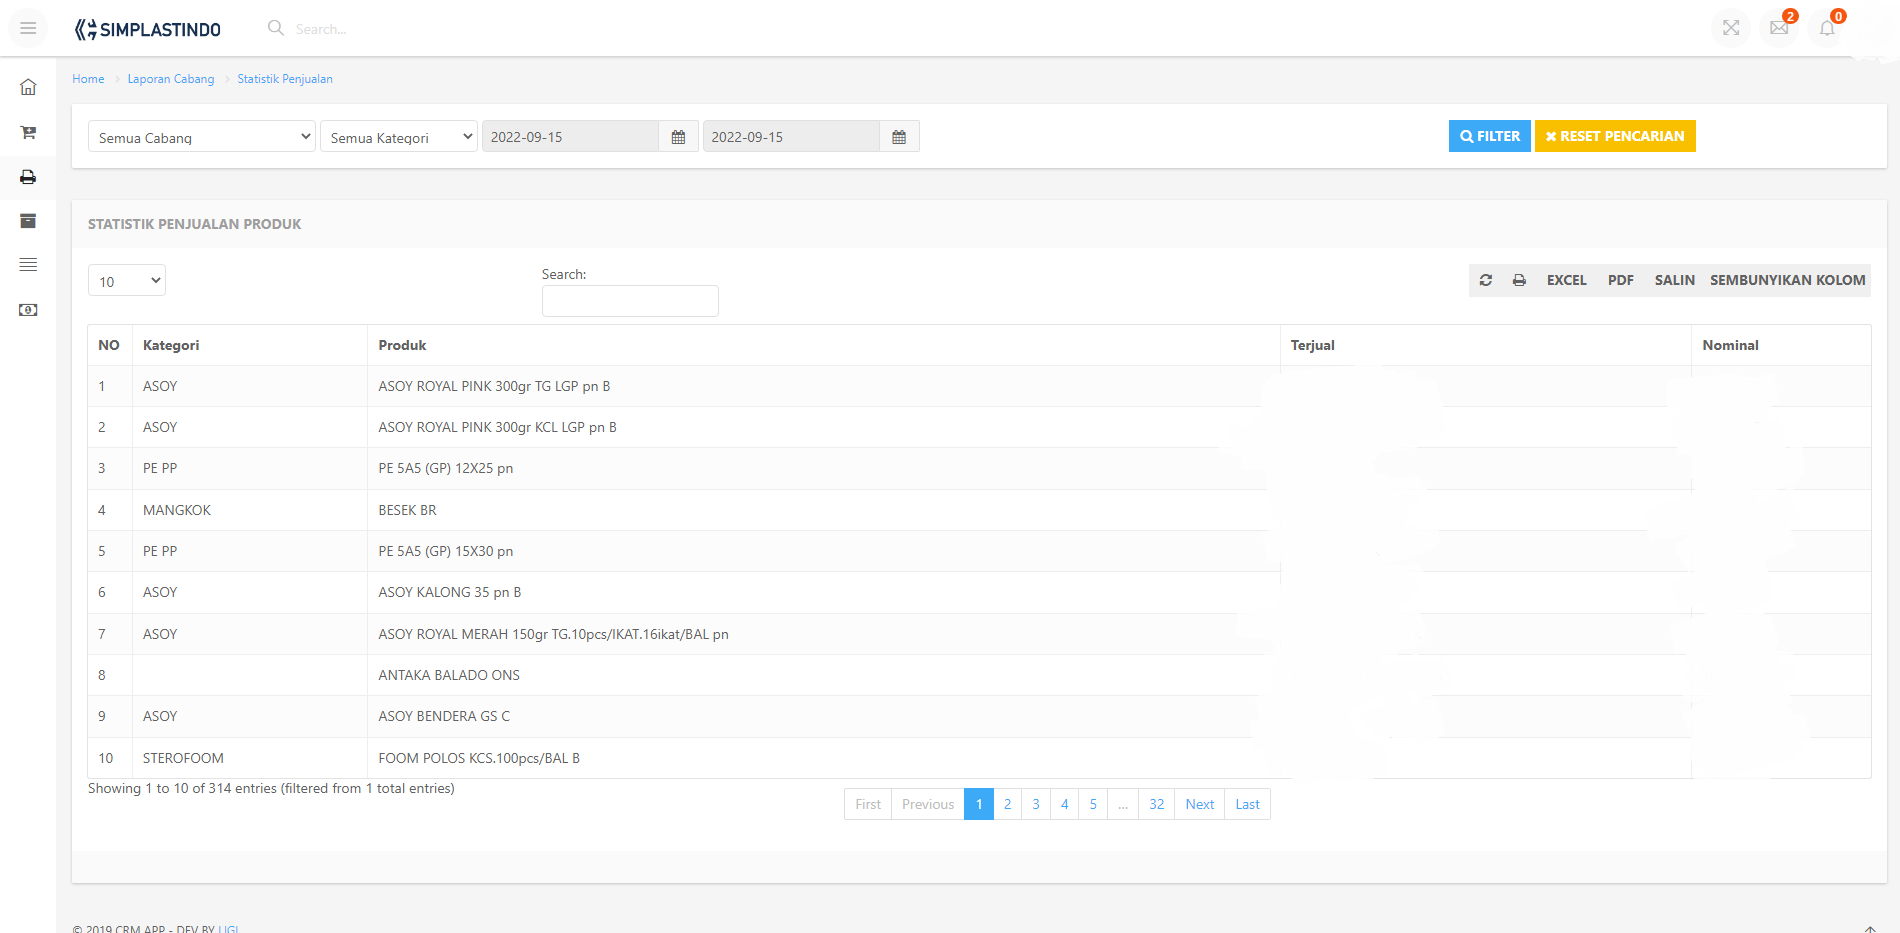 SIMPLASTINDO
Search...
2
0
Home
Laporan Cabang
Statistik Penjualan
Semua Cabang
Semua Kategori
2022-09-15
2022-09-15
FILTER
RESET PENCARIAN
STATISTIK PENJUALAN PRODUK
10
Search:
EXCEL PDF SALIN SEMBUNYIKAN KOLOM
NO Kategori Produk Terjual Nominal
1 ASOY ASOY ROYAL PINK 300gr TG LGP pn B
2 ASOY ASOY ROYAL PINK 300gr KCL LGP pn B
3 PE PP PE 5A5 (GP) 12X25 pn
4 MANGKOK BESEK BR
5 PE PP PE 5A5 (GP) 15X30 pn
6 ASOY ASOY KALONG 35 pn B
7 ASOY ASOY ROYAL MERAH 150gr TG.10pcs/IKAT.16ikat/BAL pn
8 ANTAKA BALADO ONS
9 ASOY ASOY BENDERA GS C
10 STEROFOOM FOOM POLOS KCS.100pcs/BAL B
Showing 1 to 10 of 314 entries (filtered from 1 total entries)
First Previous 1 2 3 4 5 ... 32 Next Last
© 2019 CRM APP - DEV BY